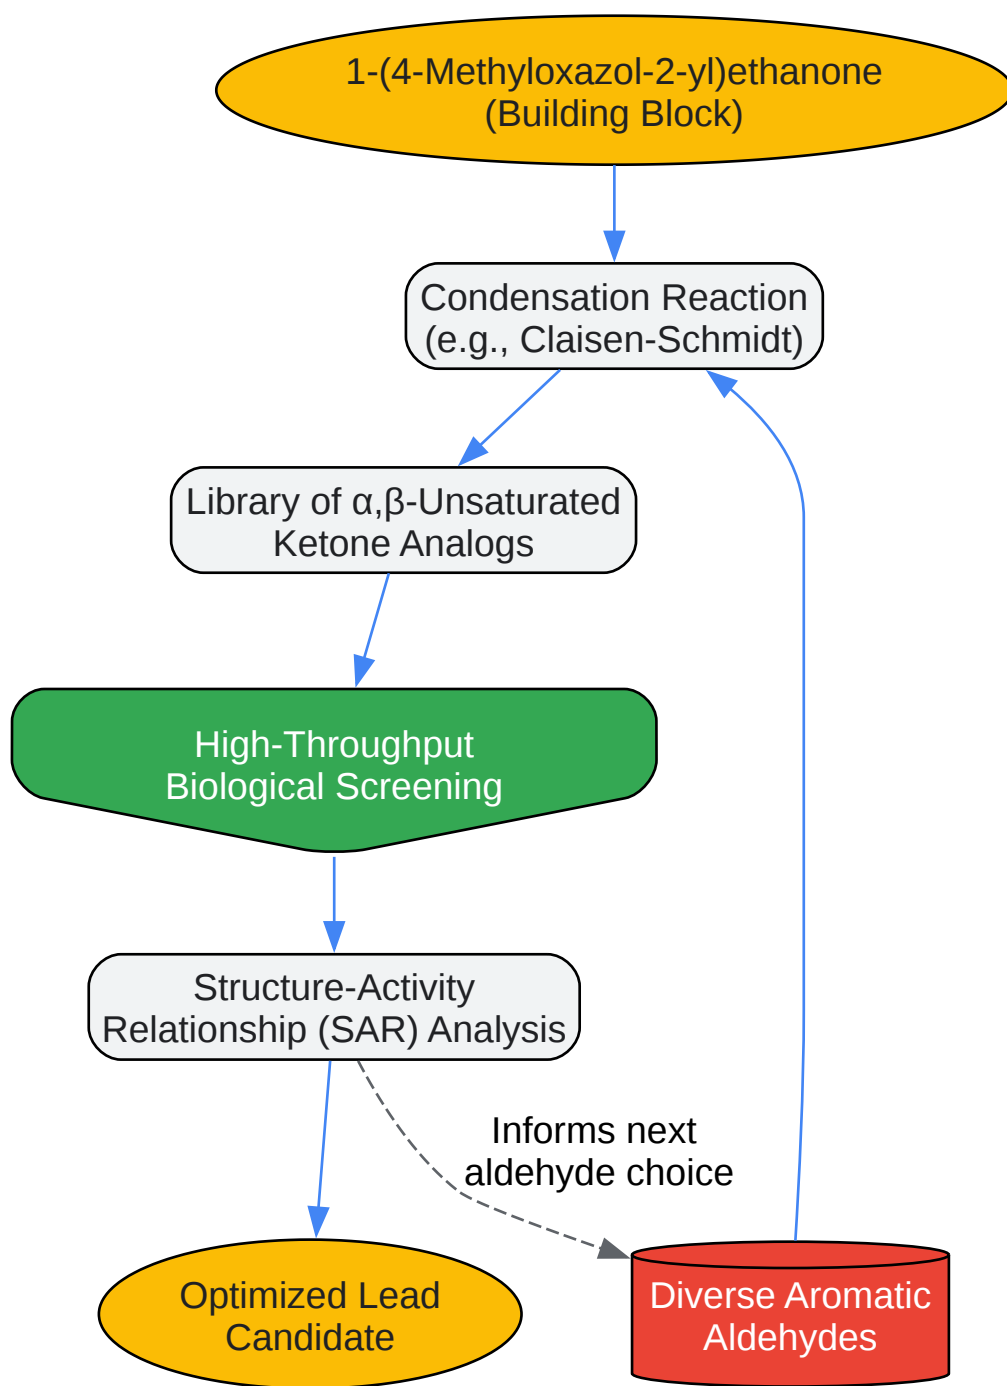 1-(4-Methyloxazol-2-yl)ethanone
(Building Block)
Condensation Reaction
(e.g., Claisen-Schmidt)
Library of α,β-Unsaturated
Ketone Analogs
High-Throughput
Biological Screening
Structure-Activity
Relationship (SAR) Analysis
Informs next
aldehyde choice
Optimized Lead
Candidate
Diverse Aromatic
Aldehydes